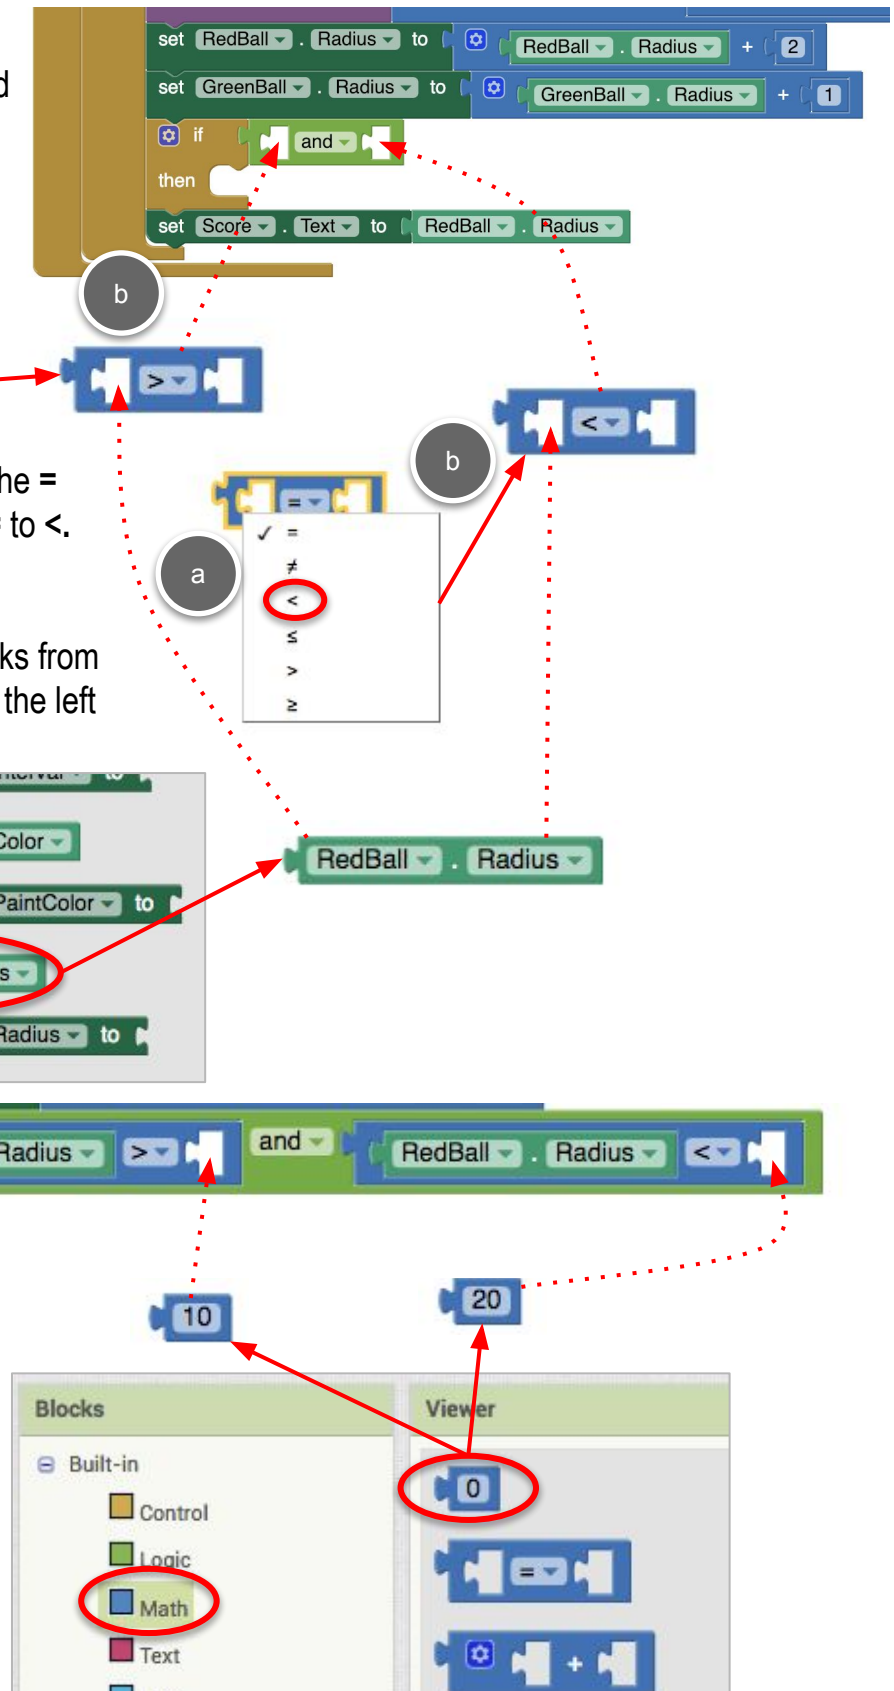 set RedBall . Radius to RedBall . Radius + 2
set GreenBall . Radius to GreenBall . Radius + 1
if and
then
set Score . Text to RedBall . Radius
b
>
<
b
he =
to <.
=
✓ =
a
≠
<
≤
>
≥
ks from
the left
Color
PaintColor to
RedBall . Radius
s
Radius to
Radius > and RedBall . Radius <
10
20
Blocks
Viewer
Built-in
0
Control
Logic
=
Math
Text
+